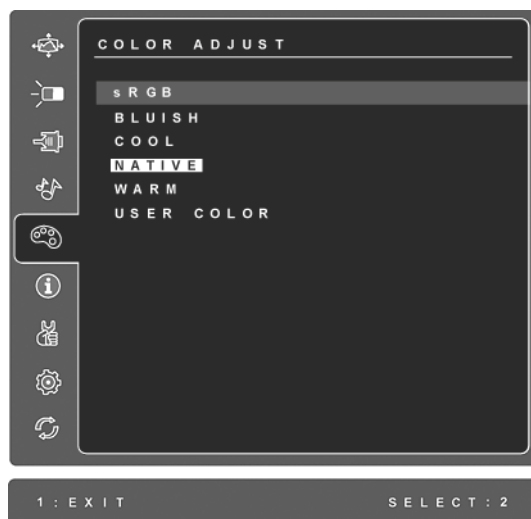 COLOR ADJUST
sRGB
BLUISH
COOL
NATIVE
WARM
USER COLOR
1:EXIT SELECT:2